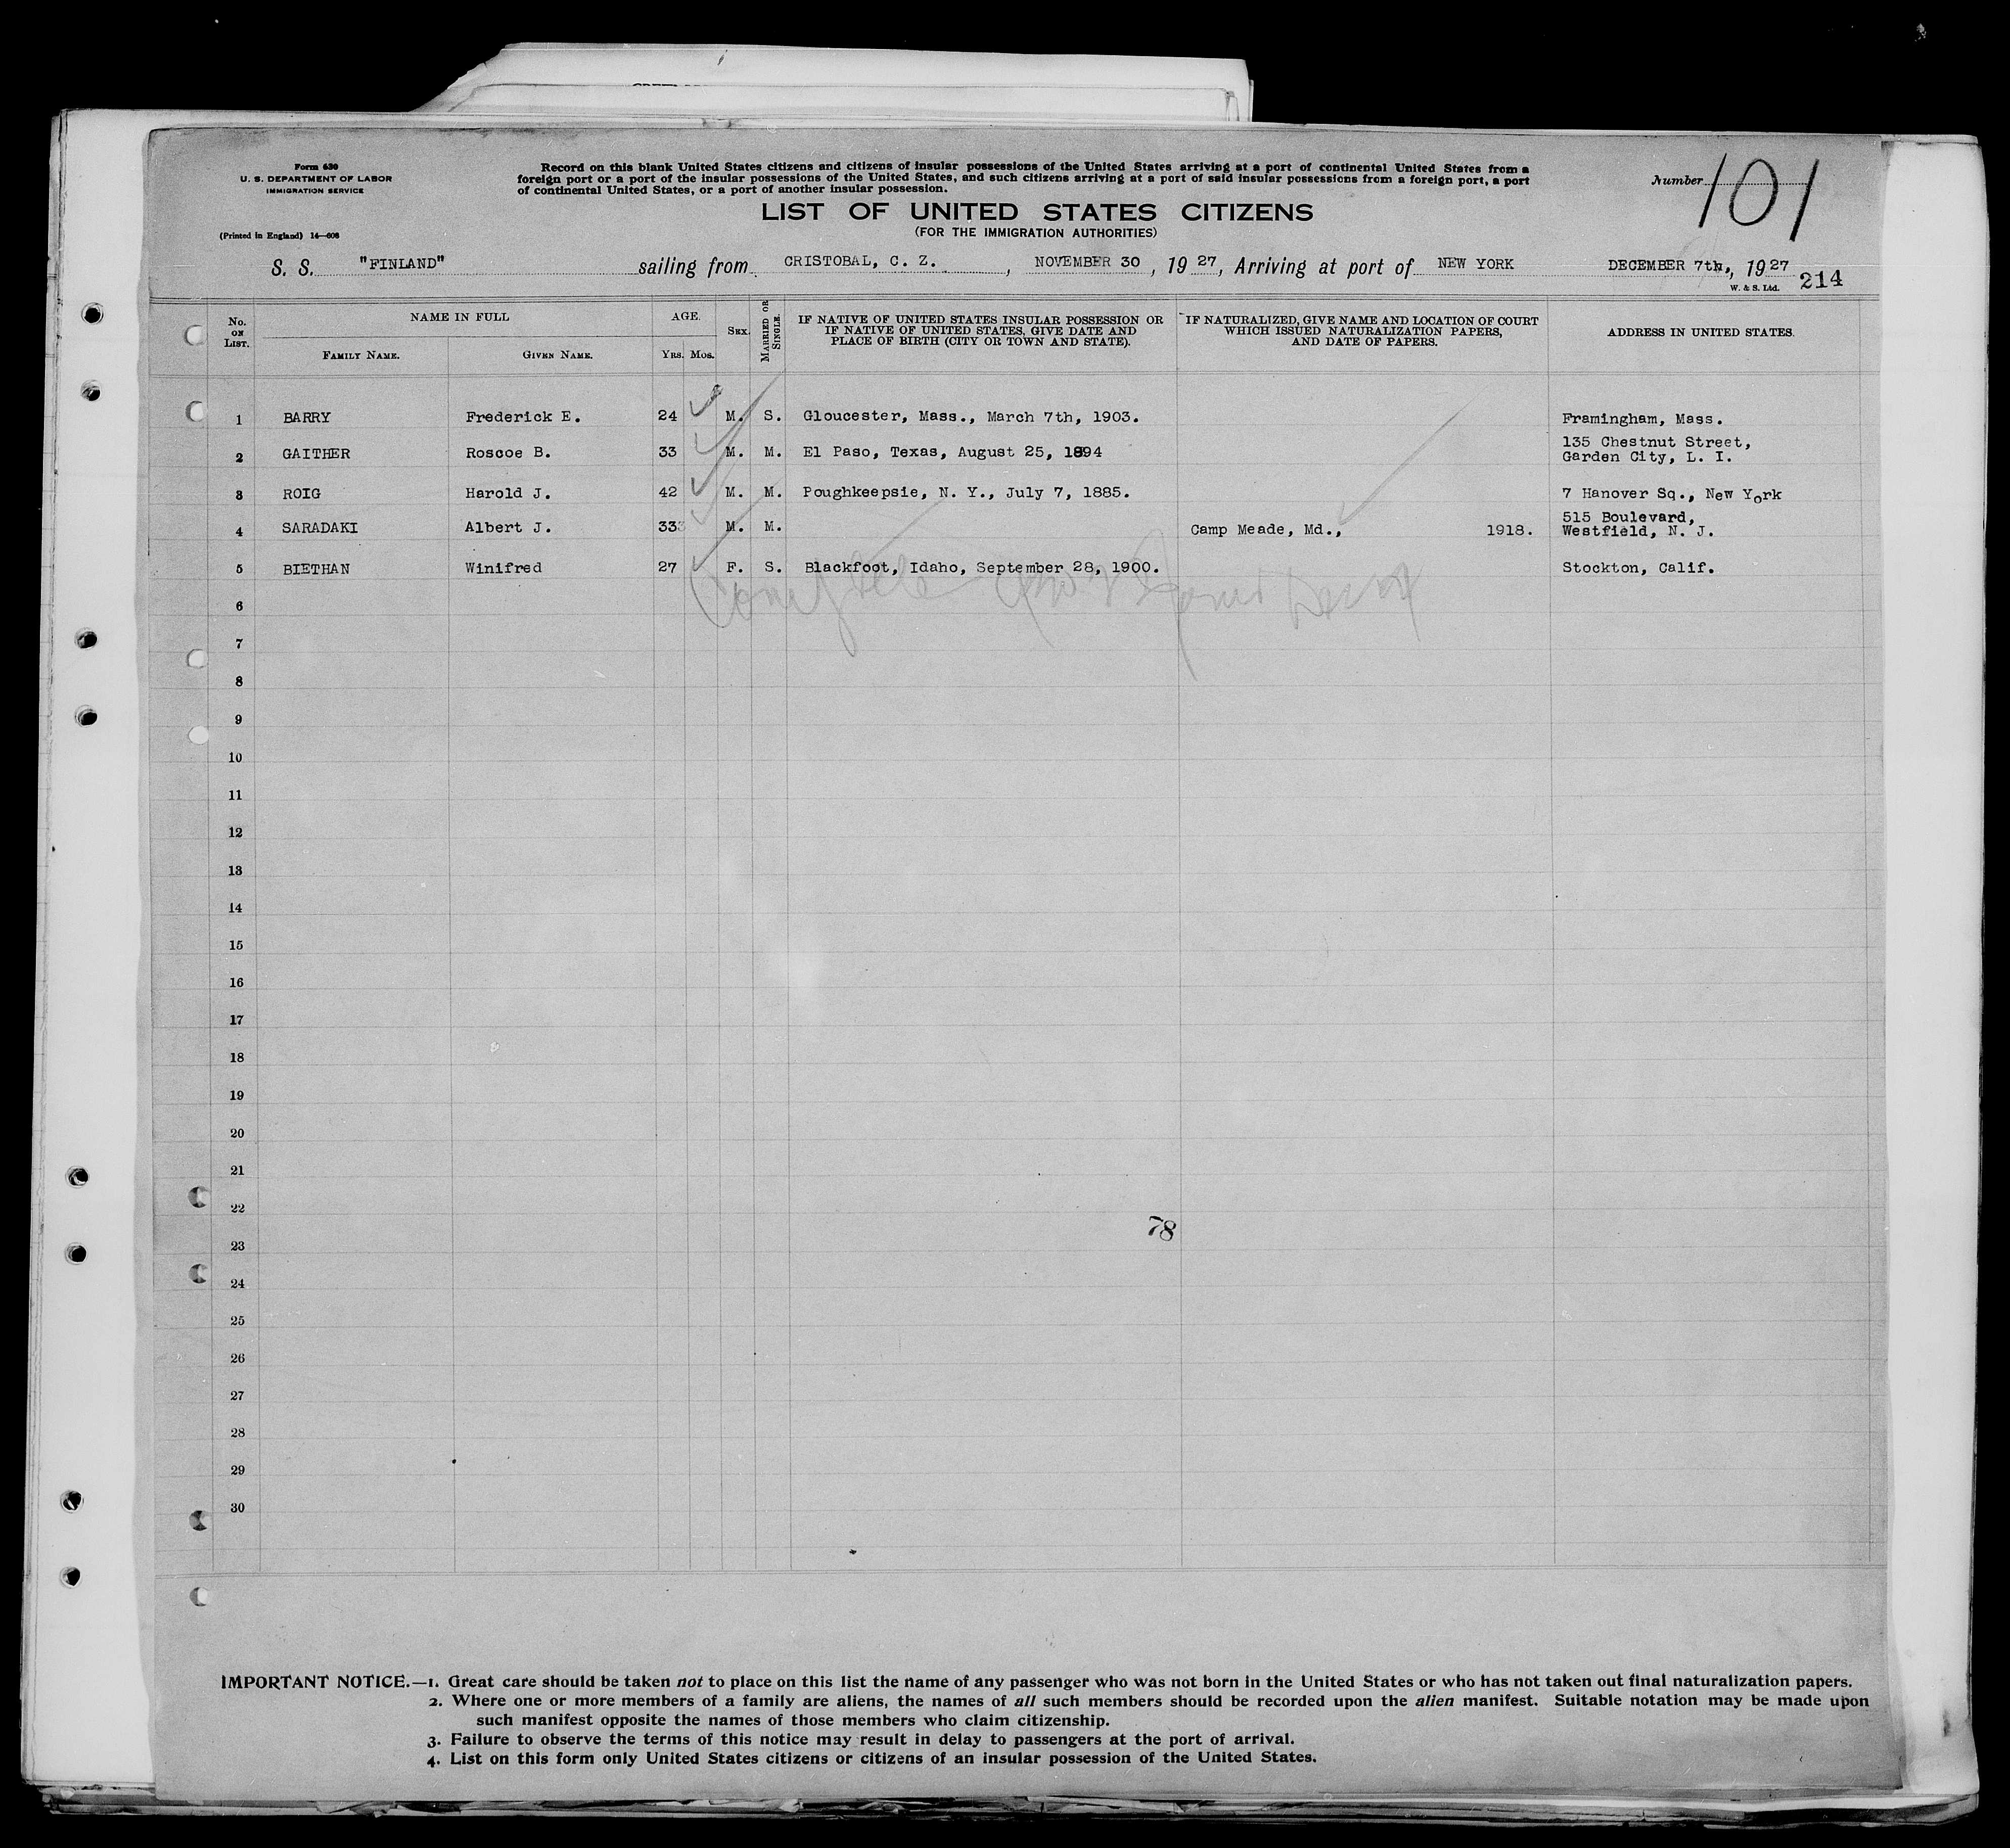 Form 630
U. S. DEPARTMENT OF LABOR
IMMIGRATION SERVICE
(Printed in England) 14—608
Record on this blank United States citizens and citizens of insular possessions of the United States arriving at a port of continental United States from a
foreign port or a port of the insular possessions of the United States, and such citizens arriving at a port of said insular possessions from a foreign port, a port
of continental United States, or a port of another insular possession.
Number 101
LIST OF UNITED STATES CITIZENS
(FOR THE IMMIGRATION AUTHORITIES)
S. S. "FINLAND" sailing from CRISTOBAL, C. Z. , NOVEMBER 30 , 19 27, Arriving at port of NEW YORK DECEMBER 7th., 1927
W. & S. Ltd. 214
No. ON LIST. NAME IN FULL AGE. SEX. MARRIED OR SINGLE. IF NATIVE OF UNITED STATES INSULAR POSSESSION OR IF NATIVE OF UNITED STATES, GIVE DATE AND PLACE OF BIRTH (CITY OR TOWN AND STATE). IF NATURALIZED, GIVE NAME AND LOCATION OF COURT WHICH ISSUED NATURALIZATION PAPERS, AND DATE OF PAPERS. ADDRESS IN UNITED STATES.
FAMILY NAME. GIVEN NAME. YRS. MOS.
1 BARRY Frederick E. 24 M. S. Gloucester, Mass., March 7th, 1903. Framingham, Mass.
2 GAITHER Roscoe B. 33 M. M. El Paso, Texas, August 25, 1894 135 Chestnut Street, Garden City, L. I.
3 ROIG Harold J. 42 M. M. Poughkeepsie, N. Y., July 7, 1885. 7 Hanover Sq., New York
4 SARADAKI Albert J. 33 M. M. Camp Meade, Md., 1918. 515 Boulevard, Westfield, N. J.
5 BIETHAN Winifred 27 F. S. Blackfoot, Idaho, September 28, 1900. Stockton, Calif.
6
7
8
9
10
11
12
13
14
15
16
17
18
19
20
21
22
78
23
24
25
26
27
28
29
30
IMPORTANT NOTICE.—1. Great care should be taken not to place on this list the name of any passenger who was not born in the United States or who has not taken out final naturalization papers.
2. Where one or more members of a family are aliens, the names of all such members should be recorded upon the alien manifest. Suitable notation may be made upon
such manifest opposite the names of those members who claim citizenship.
3. Failure to observe the terms of this notice may result in delay to passengers at the port of arrival.
4. List on this form only United States citizens or citizens of an insular possession of the United States.